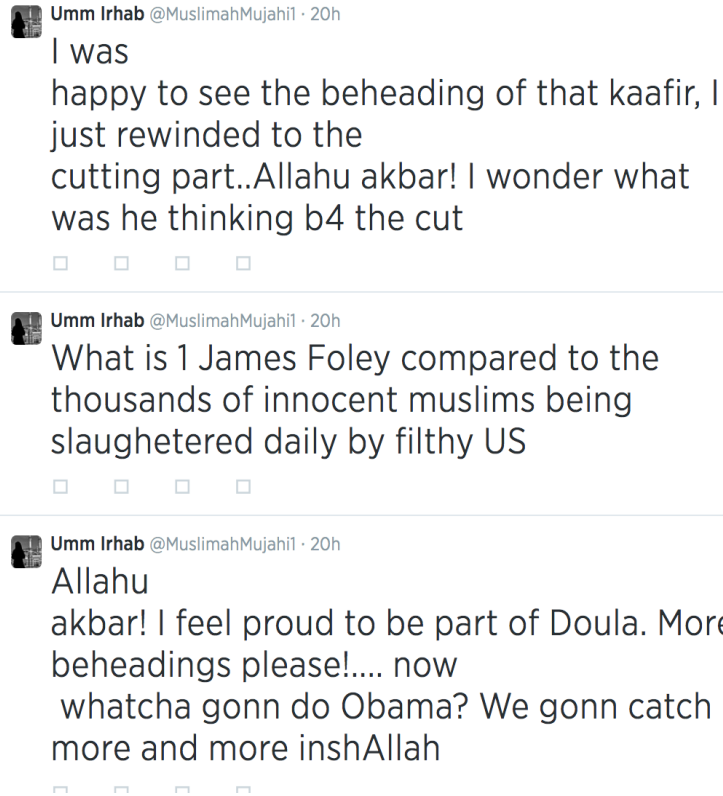 Umm Irhab @MuslimahMujahi1 · 20h
I was
happy to see the beheading of that kaafir, I
just rewinded to the
cutting part..Allahu akbar! I wonder what
was he thinking b4 the cut
Umm Irhab @MuslimahMujahi1 · 20h
What is 1 James Foley compared to the
thousands of innocent muslims being
slaughetered daily by filthy US
Umm Irhab @MuslimahMujahi1 · 20h
Allahu
akbar! I feel proud to be part of Doula. More
beheadings please!.... now
whatcha gonn do Obama? We gonn catch
more and more inshAllah